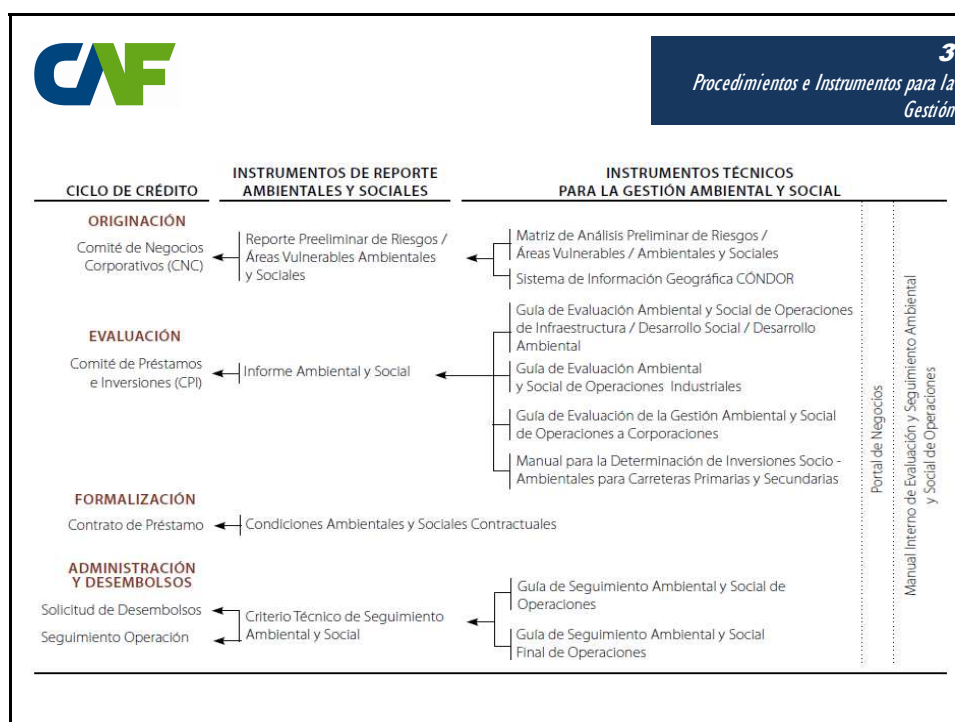 CAF
3
Procedimientos e Instrumentos para la
Gestión
CICLO DE CRÉDITO
INSTRUMENTOS DE REPORTE
AMBIENTALES Y SOCIALES
INSTRUMENTOS TÉCNICOS
PARA LA GESTIÓN AMBIENTAL Y SOCIAL
ORIGINACIÓN
Comité de Negocios
Corporativos (CNC)
Reporte Preeliminar de Riesgos /
Áreas Vulnerables Ambientales
y Sociales
Matriz de Análisis Preliminar de Riesgos /
Áreas Vulnerables / Ambientales y Sociales
Sistema de Información Geográfica CÓNDOR
EVALUACIÓN
Comité de Préstamos
e Inversiones (CPI)
Informe Ambiental y Social
Guía de Evaluación Ambiental y Social de Operaciones
de Infraestructura / Desarrollo Social / Desarrollo
Ambiental
Guía de Evaluación Ambiental
y Social de Operaciones Industriales
Guía de Evaluación de la Gestión Ambiental y Social
de Operaciones a Corporaciones
Manual para la Determinación de Inversiones Socio -
Ambientales para Carreteras Primarias y Secundarias
FORMALIZACIÓN
Contrato de Préstamo
Condiciones Ambientales y Sociales Contractuales
ADMINISTRACIÓN
Y DESEMBOLSOS
Solicitud de Desembolsos
Seguimiento Operación
Criterio Técnico de Seguimiento
Ambiental y Social
Guía de Seguimiento Ambiental y Social de
Operaciones
Guía de Seguimiento Ambiental y Social
Final de Operaciones
Portal de Negocios
Manual Interno de Evaluación y Seguimiento Ambiental
y Social de Operaciones